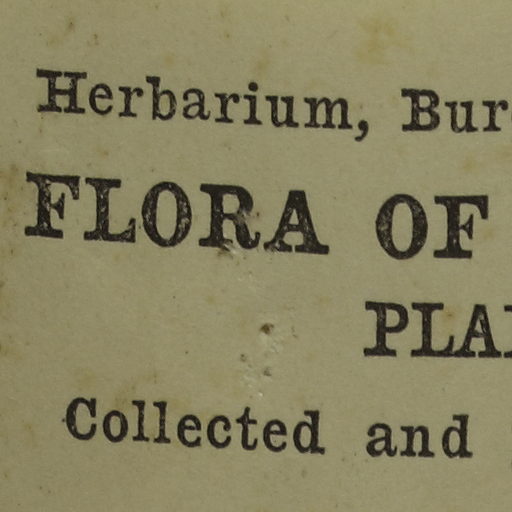 Herbarium, Bur
FLORA OF
PLA
Collected and